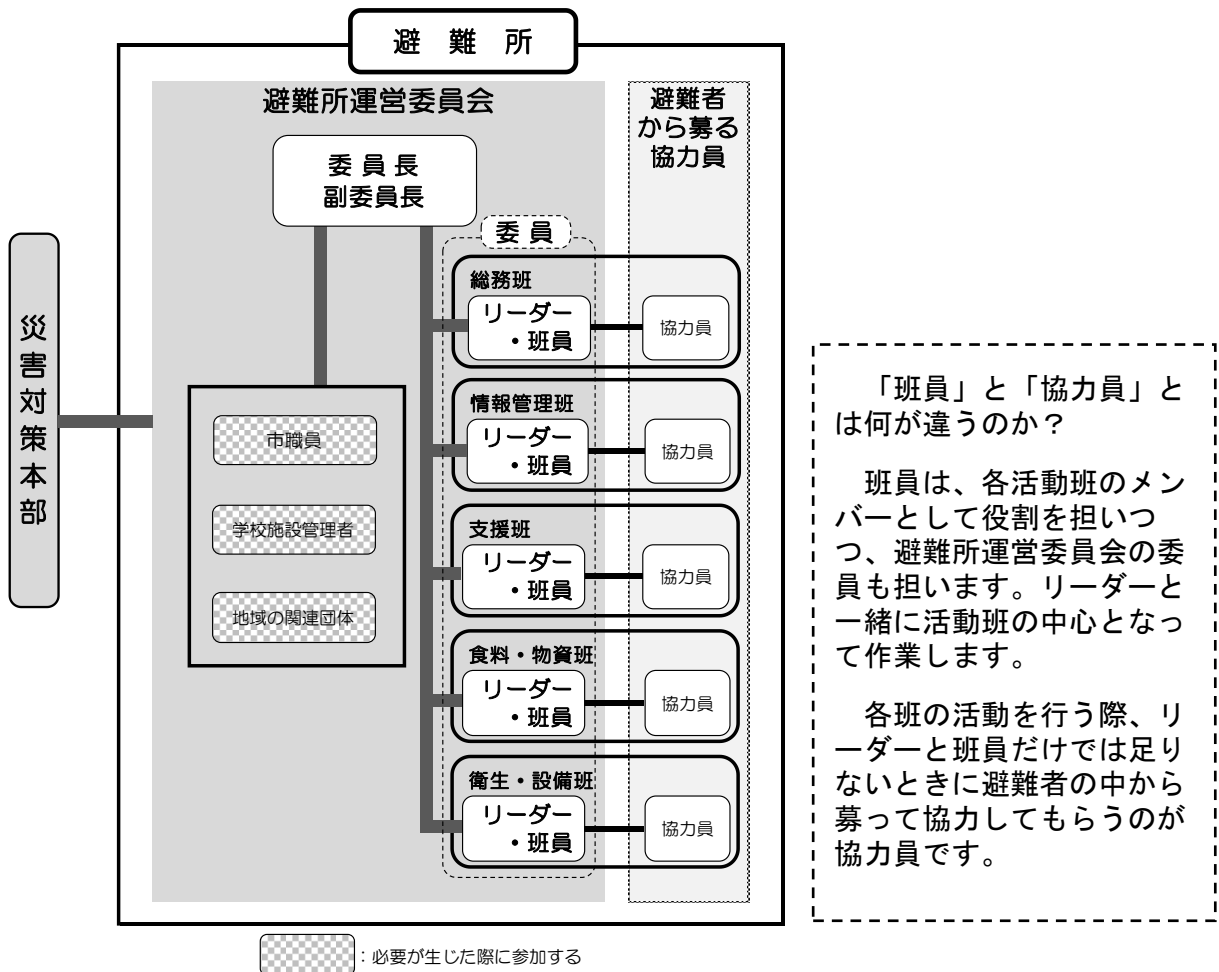 避 難 所
避難所運営委員会
避難者
から募る
協力員
委 員 長
副委員長
委 員
災害対策本部
総務班
リーダー
・班員
協力員
情報管理班
リーダー
・班員
協力員
支援班
リーダー
・班員
協力員
食料・物資班
リーダー
・班員
協力員
衛生・設備班
リーダー
・班員
協力員
市職員
学校施設管理者
地域の関連団体
：必要が生じた際に参加する
「班員」と「協力員」と
は何が違うのか？
班員は、各活動班のメン
バーとして役割を担いつ
つ、避難所運営委員会の委
員も担います。リーダーと
一緒に活動班の中心となっ
て作業します。
各班の活動を行う際、リ
ーダーと班員だけでは足り
ないときに避難者の中から
募って協力してもらうのが
協力員です。